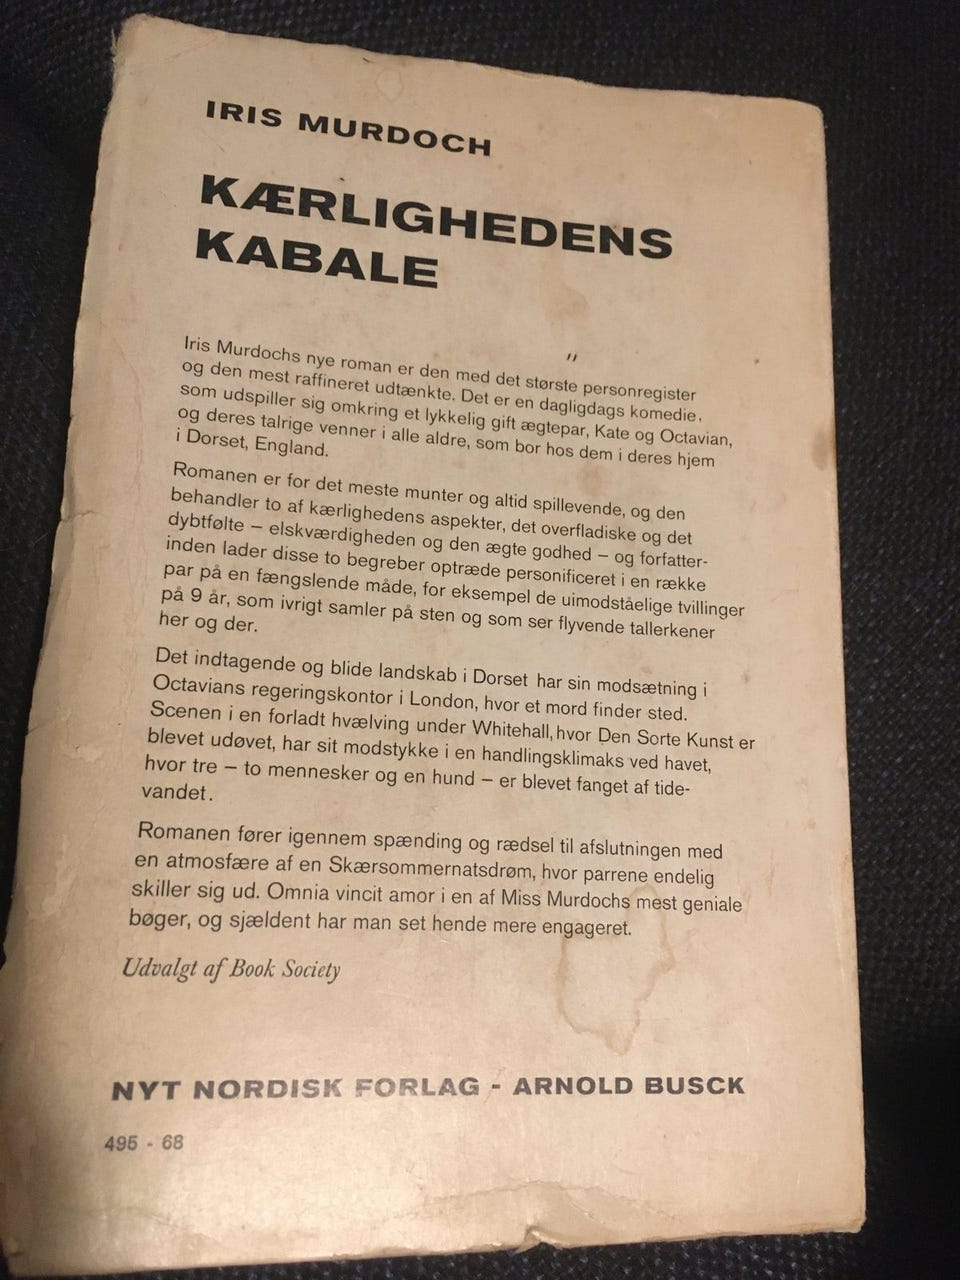 IRIS MURDOCH
KÆRLIGHEDENS
KABALE
Iris Murdochs nye roman er den med det største personregister
og den mest raffineret udtænkte. Det er en dagligdags komedie,
som udspiller sig omkring et lykkelig gift ægtepar, Kate og Octavian,
og deres talrige venner i alle aldre, som bor hos dem i deres hjem
i Dorset, England.
Romanen er for det meste munter og altid spillevende, og den
behandler to af kærlighedens aspekter, det overfladiske og det
dybtfølte – elskværdigheden og den ægte godhed – og forfatter-
inden lader disse to begreber optræde personificeret i en række
par på en fængslende måde, for eksempel de uimodståelige tvillinger
på 9 år, som ivrigt samler på sten og som ser flyvende tallerkener
her og der.
Det indtagende og blide landskab i Dorset har sin modsætning i
Octavians regeringskontor i London, hvor et mord finder sted.
Scenen i en forladt hvælving under Whitehall, hvor Den Sorte Kunst er
blevet udøvet, har sit modstykke i en handlingsklimaks ved havet,
hvor tre – to mennesker og en hund – er blevet fanget af tide-
vandet.
Romanen fører igennem spænding og rædsel til afslutningen med
en atmosfære af en Skærsommernatsdrøm, hvor parrene endelig
skiller sig ud. Omnia vincit amor i en af Miss Murdochs mest geniale
bøger, og sjældent har man set hende mere engageret.
Udvalgt af Book Society
NYT NORDISK FORLAG - ARNOLD BUSCK
495 - 68